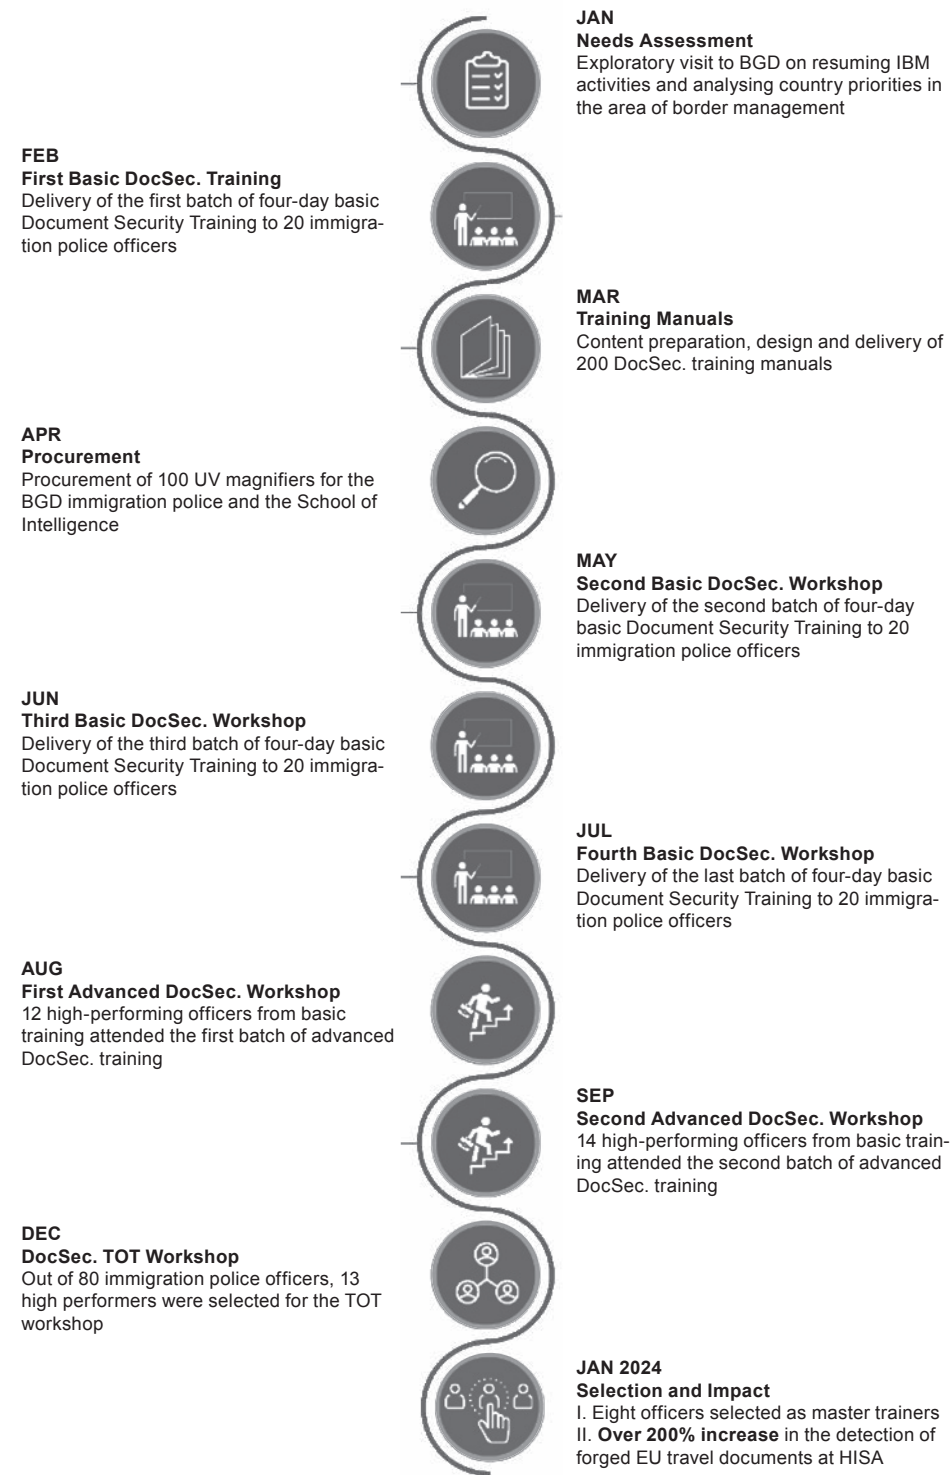 JAN
Needs Assessment
Exploratory visit to BGD on resuming IBM
activities and analysing country priorities in
the area of border management
FEB
First Basic DocSec. Training
Delivery of the first batch of four-day basic
Document Security Training to 20 immigra-
tion police officers
MAR
Training Manuals
Content preparation, design and delivery of
200 DocSec. training manuals
APR
Procurement
Procurement of 100 UV magnifiers for the
BGD immigration police and the School of
Intelligence
MAY
Second Basic DocSec. Workshop
Delivery of the second batch of four-day
basic Document Security Training to 20
immigration police officers
JUN
Third Basic DocSec. Workshop
Delivery of the third batch of four-day basic
Document Security Training to 20 immigra-
tion police officers
JUL
Fourth Basic DocSec. Workshop
Delivery of the last batch of four-day basic
Document Security Training to 20 immigra-
tion police officers
AUG
First Advanced DocSec. Workshop
12 high-performing officers from basic
training attended the first batch of advanced
DocSec. training
SEP
Second Advanced DocSec. Workshop
14 high-performing officers from basic train-
ing attended the second batch of advanced
DocSec. training
DEC
DocSec. TOT Workshop
Out of 80 immigration police officers, 13
high performers were selected for the TOT
workshop
JAN 2024
Selection and Impact
I. Eight officers selected as master trainers
II. Over 200% increase in the detection of
forged EU travel documents at HISA